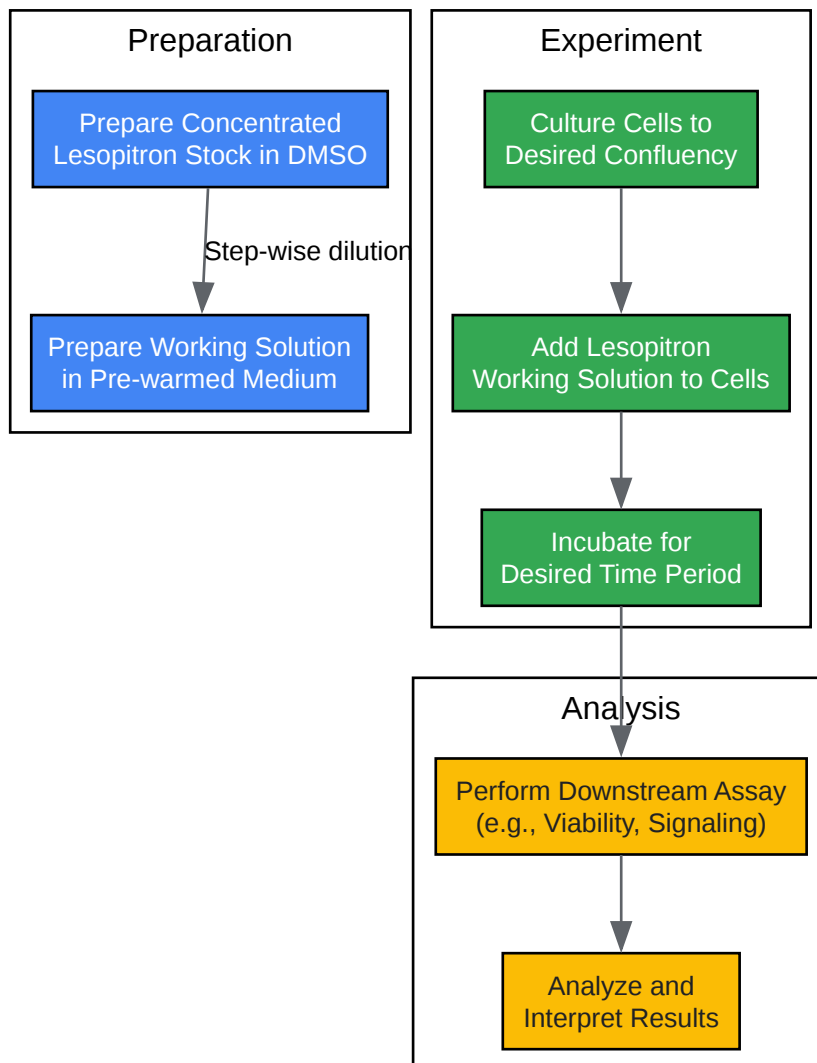 Preparation
Prepare Concentrated
Lesopitron Stock in DMSO
Step-wise dilution
Prepare Working Solution
in Pre-warmed Medium
Experiment
Culture Cells to
Desired Confluency
Add Lesopitron
Working Solution to Cells
Incubate for
Desired Time Period
Analysis
Perform Downstream Assay
(e.g., Viability, Signaling)
Analyze and
Interpret Results